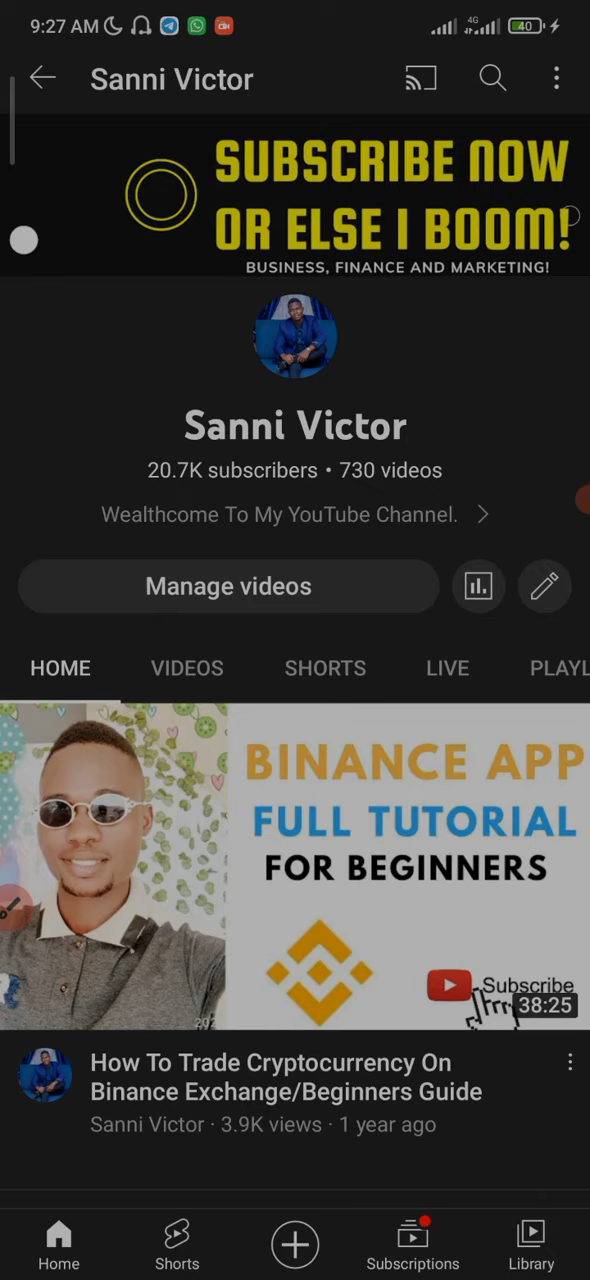 9:27 AM
4G
40
Sanni Victor
SUBSCRIBE NOW
OR ELSE I BOOM!
BUSINESS, FINANCE AND MARKETING!
Sanni Victor
20.7K subscribers • 730 videos
Wealthcome To My YouTube Channel.
Manage videos
HOME VIDEOS SHORTS LIVE PLAYL
BINANCE APP
FULL TUTORIAL
FOR BEGINNERS
Subscribe
38:25
How To Trade Cryptocurrency On
Binance Exchange/Beginners Guide
Sanni Victor · 3.9K views · 1 year ago
Home Shorts Subscriptions Library